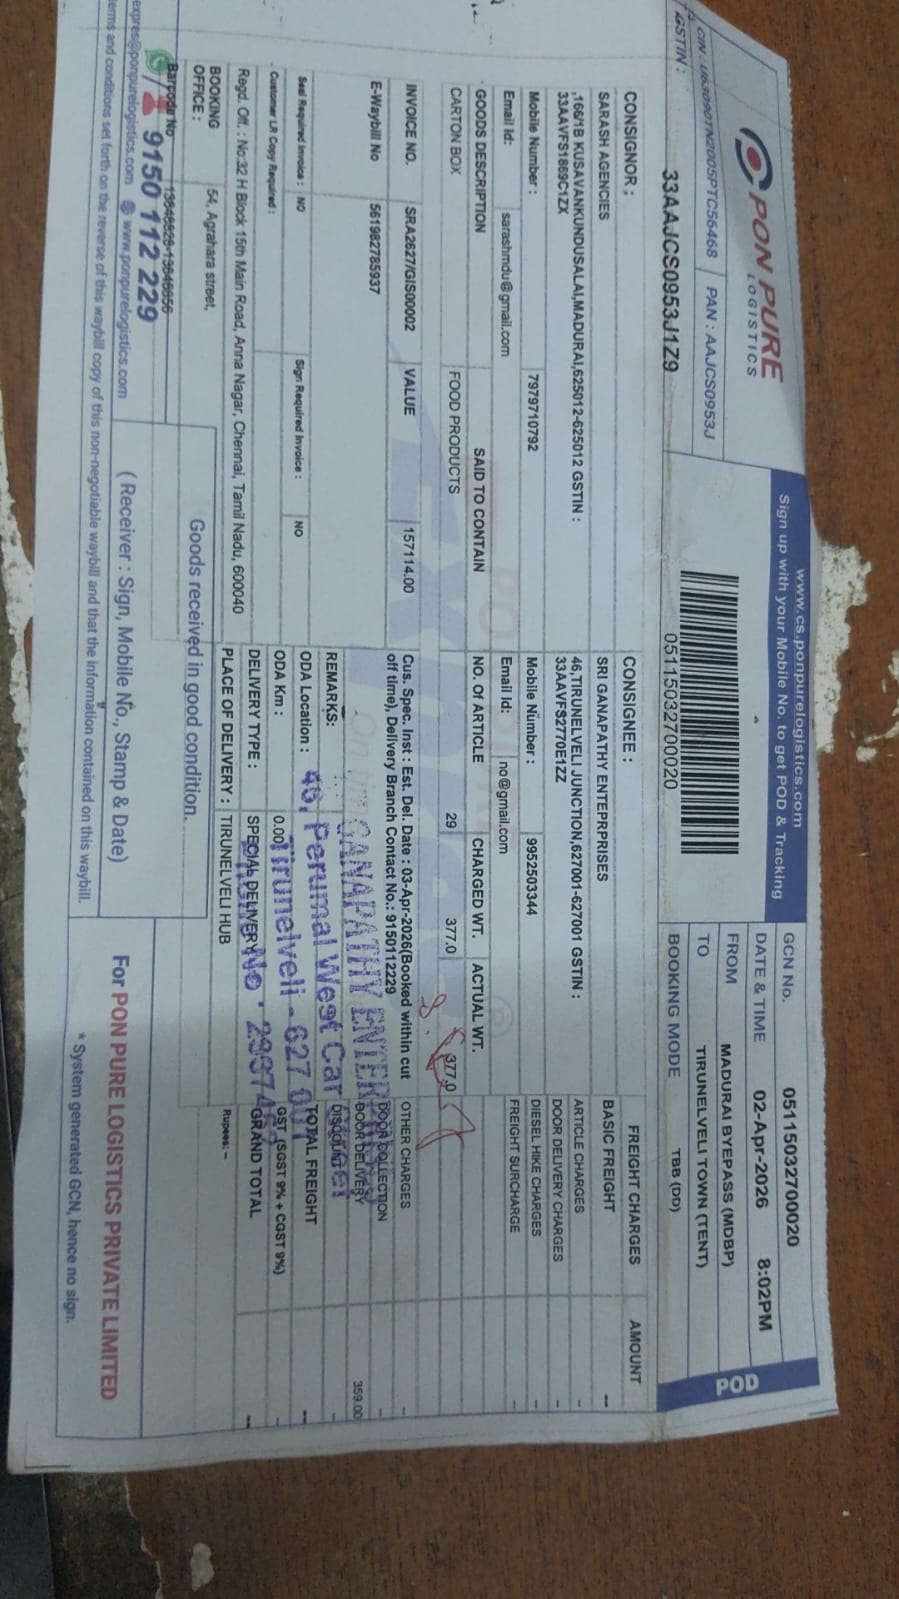 PON PURE
LOGISTICS
CIN : U63090TN2005PTC56468 | PAN : AAJCS0953J
GSTIN : 33AAJCS0953J1Z9
www.cs.ponpurelogistics.com
Sign up with your Mobile No. to get POD & Tracking
0511503270020
GCN No. 0511503270020
DATE & TIME 02-Apr-2026 8:02PM
FROM MADURAI BYEPASS (MDBP)
TO TIRUNELVELI TOWN (TENT)
BOOKING MODE TBB (DP)
POD
CONSIGNOR :
SARASH AGENCIES
,166/1B KUSAVANKUNDUSALAI,MADURAI,625012-625012 GSTIN :
33AAVFS1869C1ZX
Mobile Number : 7979710792
Email Id: sarashmdu@gmail.com
CONSIGNEE :
SRI GANAPATHY ENTEPRPRISES
46,TIRUNELVELI JUNCTION,627001-627001 GSTIN :
33AAVFS2770E1ZZ
Mobile Number : 9952503344
Email Id: no@gmail.com
GOODS DESCRIPTION SAID TO CONTAIN NO. OF ARTICLE CHARGED WT. ACTUAL WT.
CARTON BOX FOOD PRODUCTS 29 377.0 377.0
INVOICE NO. SRA2627/GIS00002 VALUE 157114.00
E-Waybill No 561982785937
Cus. Spec. Inst : Est. Del. Date : 03-Apr-2026(Booked within cut
off time), Delivery Branch Contact No.: 9150112229
REMARKS:
Seal Required Invoice : NO Sign Required Invoice : NO
Customer LR Copy Required :
ODA Location :
ODA Km : 0.00
DELIVERY TYPE : SPECIAL DELIVERY
PLACE OF DELIVERY : TIRUNELVELI HUB
GANAPATHY ENTERPRISES
46, Perumal West Car
Tirunelveli - 627 001
FREIGHT CHARGES AMOUNT
BASIC FREIGHT --
ARTICLE CHARGES -
DOOR DELIVERY CHARGES -
DIESEL HIKE CHARGES --
FREIGHT SURCHARGE --
OTHER CHARGES --
DOOR COLLECTION -
DOOR DELIVERY 359.00
DISCOUNT -
TOTAL FREIGHT --
GST (SGST 9% + CGST 9%) -
GRAND TOTAL --
Rupees: –
Regd. Off. : No:32 H Block 15th Main Road, Anna Nagar, Chennai, Tamil Nadu, 600040
BOOKING OFFICE : 54, Agrahara street,
Barcode No 13846628-13846656
9150 112 229
expres@ponpurelogistics.com www.ponpurelogistics.com
Goods received in good condition.
( Receiver : Sign, Mobile No., Stamp & Date)
For PON PURE LOGISTICS PRIVATE LIMITED
* System generated GCN, hence no sign.
terms and conditions set forth on the reverse of this waybill copy of this non-negotiable waybill and that the information contained on this waybill.